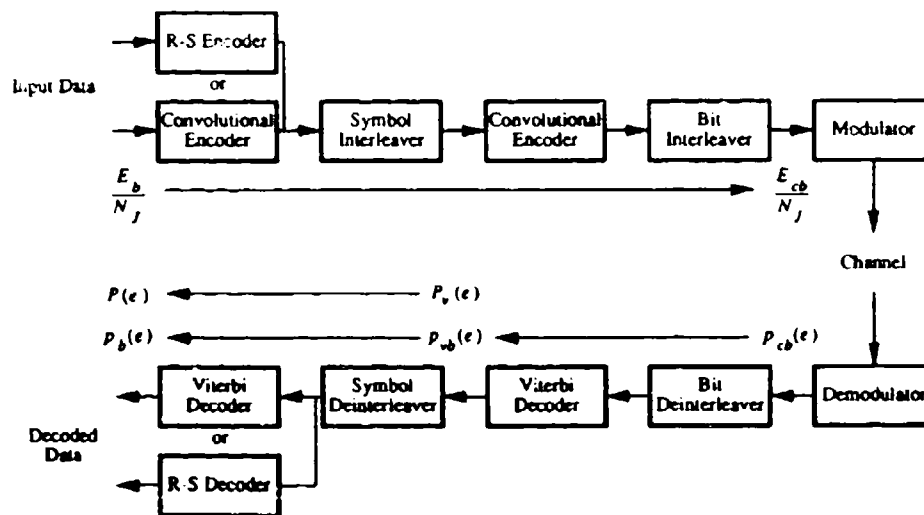 R-S Encoder
Input Data
or
Convolutional
Encoder
Symbol
Interleaver
Convolutional
Encoder
Bit
Interleaver
Modulator
E_b
N_J
E_cb
N_J
Channel
P(e)
P_v(e)
p_b(e)
p_vb(e)
p_cb(e)
Viterbi
Decoder
Symbol
Deinterleaver
Viterbi
Decoder
Bit
Deinterleaver
Demodulator
or
Decoded
Data
R-S Decoder